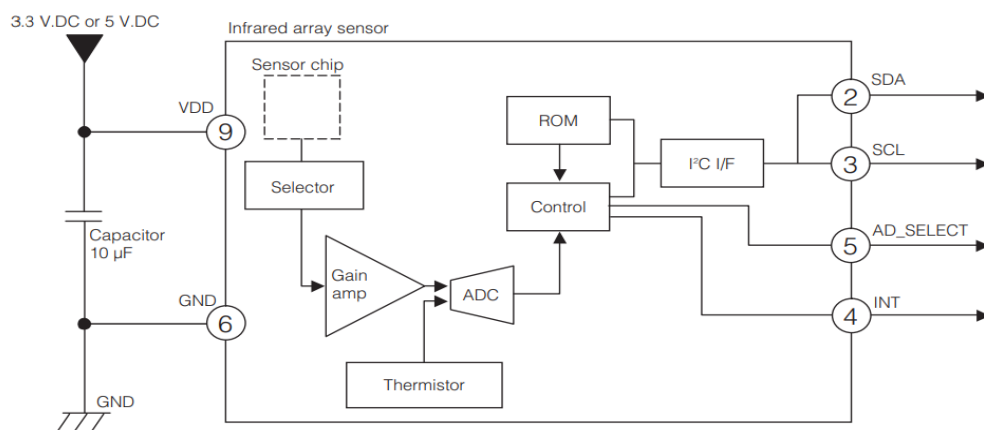 3.3 V.DC or 5 V.DC
Infrared array sensor
Sensor chip
SDA
2
VDD
9
ROM
I²C I/F
SCL
3
Selector
Control
AD_SELECT
5
Capacitor
10 µF
Gain
amp
ADC
GND
6
INT
4
Thermistor
GND